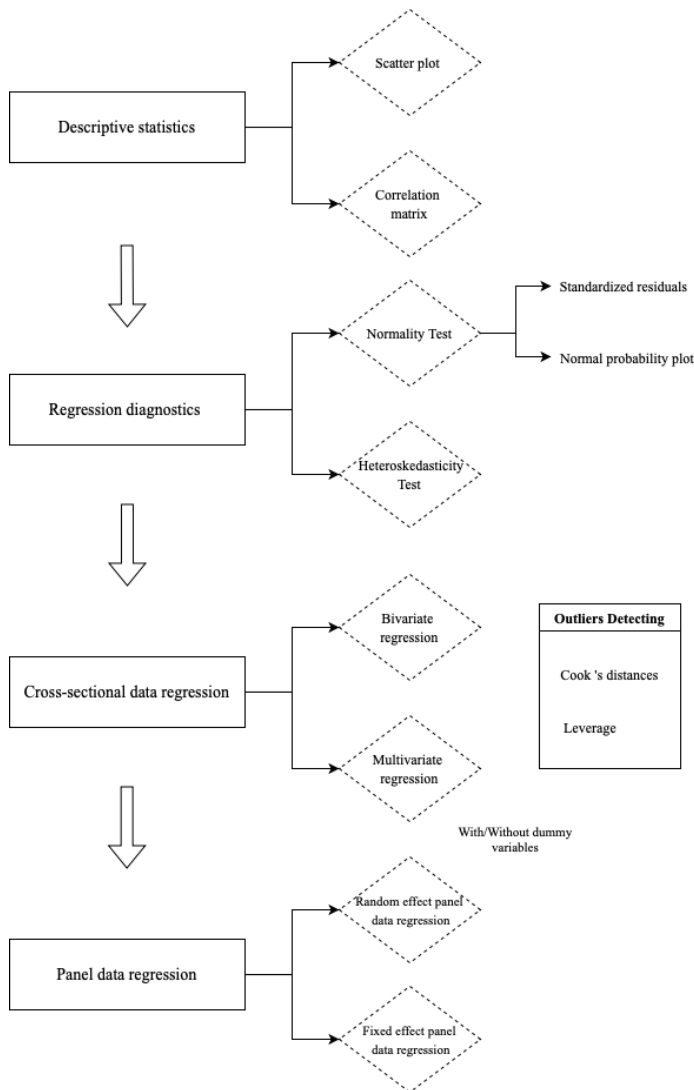 Scatter plot
Descriptive statistics
Correlation
matrix
Standardized residuals
Normality Test
Normal probability plot
Regression diagnostics
Heteroskedasticity
Test
Bivariate
regression
Outliers Detecting
Cook 's distances
Cross-sectional data regression
Leverage
Multivariate
regression
With/Without dummy
variables
Random effect panel
data regression
Panel data regression
Fixed effect panel
data regression